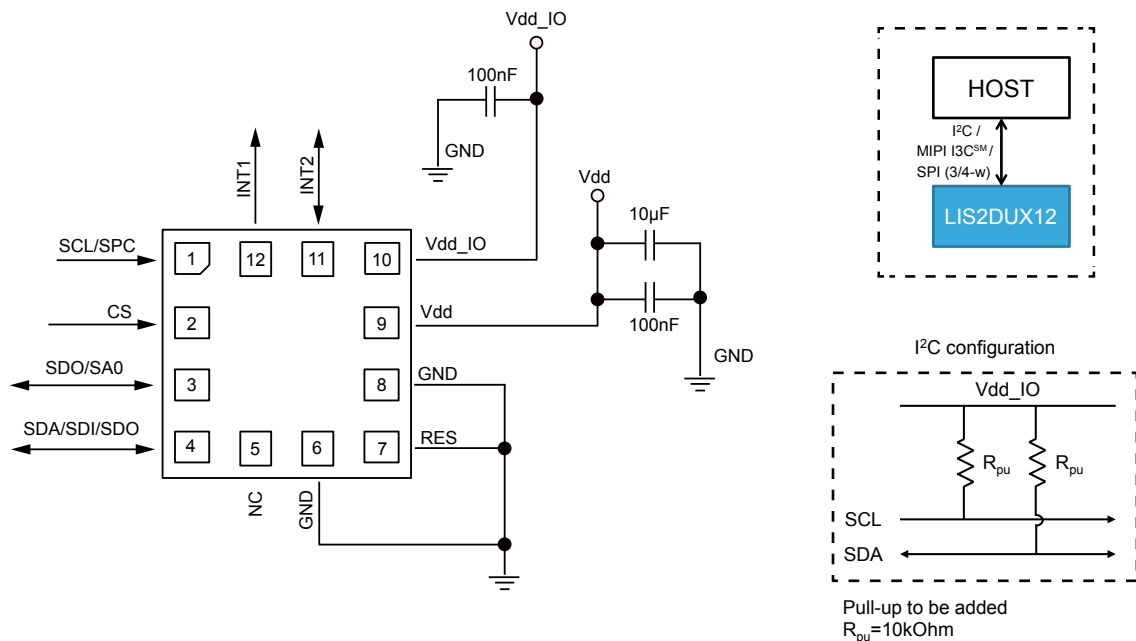 Vdd_IO
100nF
GND
INT1
INT2
Vdd
10µF
100nF
GND
SCL/SPC
CS
SDO/SA0
SDA/SDI/SDO
1
12
11
10
2
9
3
8
4
5
6
7
Vdd_IO
Vdd
GND
RES
NC
GND
HOST
I²C /
MIPI I3C℠ /
SPI (3/4-w)
LIS2DUX12
I²C configuration
Vdd_IO
Rpu
Rpu
SCL
SDA
Pull-up to be added
Rpu=10kOhm